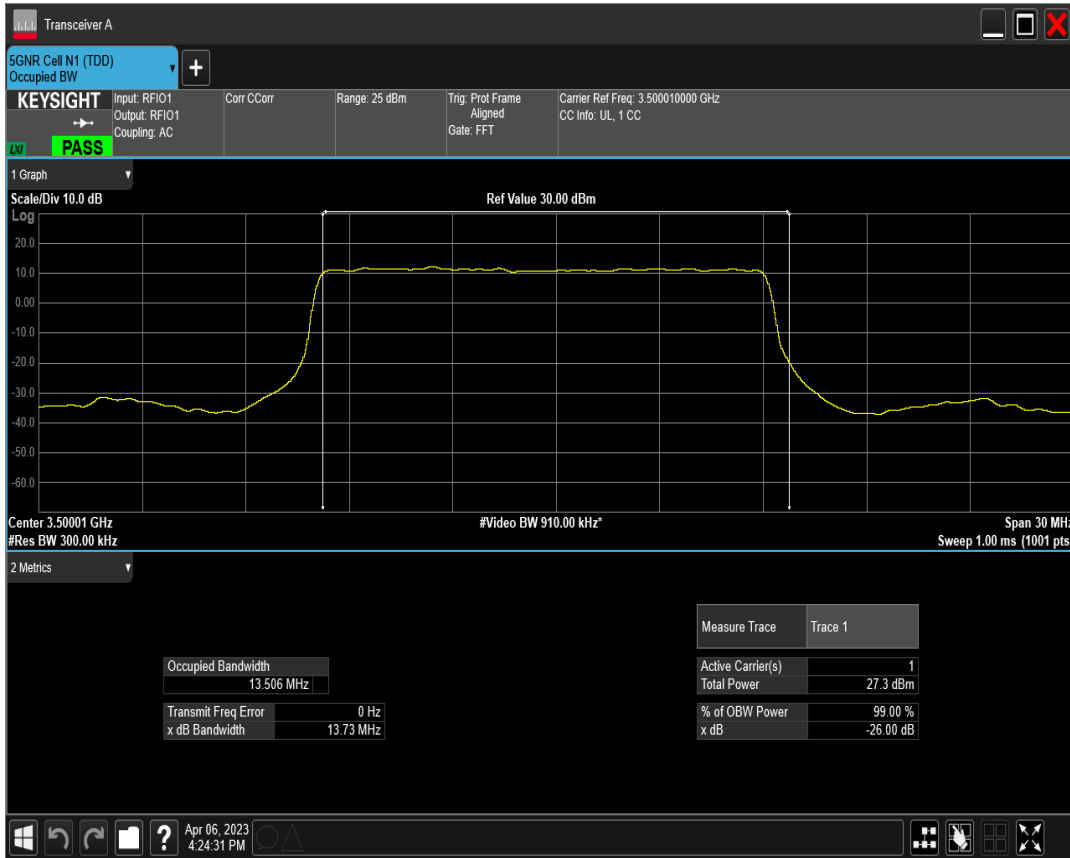 Transceiver A
5GNR Cell N1 (TDD)
Occupied BW
+
KEYSIGHT
LXI
PASS
Input: RFIO1
Output: RFIO1
Coupling: AC
Corr CCorr
Range: 25 dBm
Trig: Prot Frame
Aligned
Gate: FFT
Carrier Ref Freq: 3.500010000 GHz
CC Info: UL, 1 CC
1 Graph
Scale/Div 10.0 dB
Ref Value 30.00 dBm
Log
20.0
10.0
0.00
-10.0
-20.0
-30.0
-40.0
-50.0
-60.0
Center 3.50001 GHz
#Video BW 910.00 kHz*
Span 30 MHz
#Res BW 300.00 kHz
Sweep 1.00 ms (1001 pts
2 Metrics
Measure Trace
Trace 1
Occupied Bandwidth
13.506 MHz
Active Carrier(s) 1
Total Power 27.3 dBm
Transmit Freq Error 0 Hz
x dB Bandwidth 13.73 MHz
% of OBW Power 99.00 %
x dB -26.00 dB
?
Apr 06, 2023
4:24:31 PM